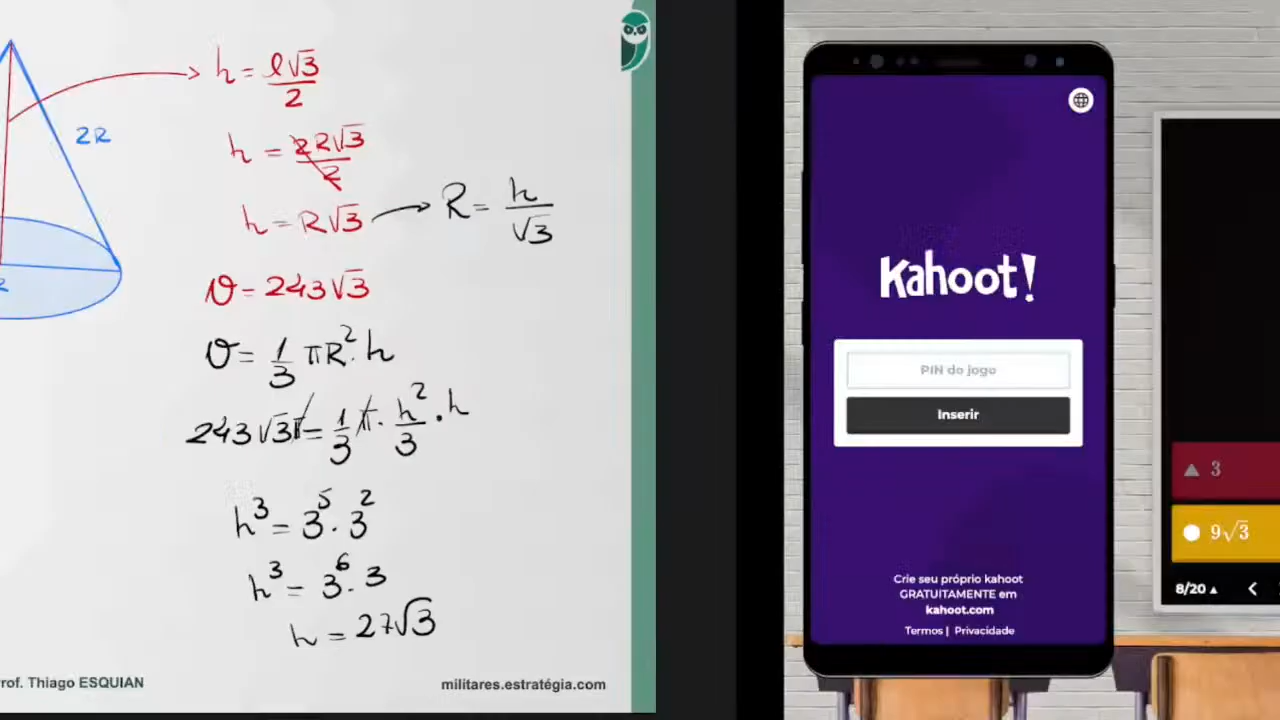 h = l√3/2
2R
h = 2R√3/2
h = R√3 → R = h/√3
V = 243√3
V = 1/3 πR². h
243√3π = 1/3 π. h²/3 . h
h³ = 3⁵. 3²
h³ = 3⁶. 3
h = 27√3
rof. Thiago ESQUIAN
militares.estratégia.com
Kahoot!
PIN do jogo
Inserir
Crie seu próprio kahoot
GRATUITAMENTE em
kahoot.com
Termos | Privacidade
3
9√3
8/20